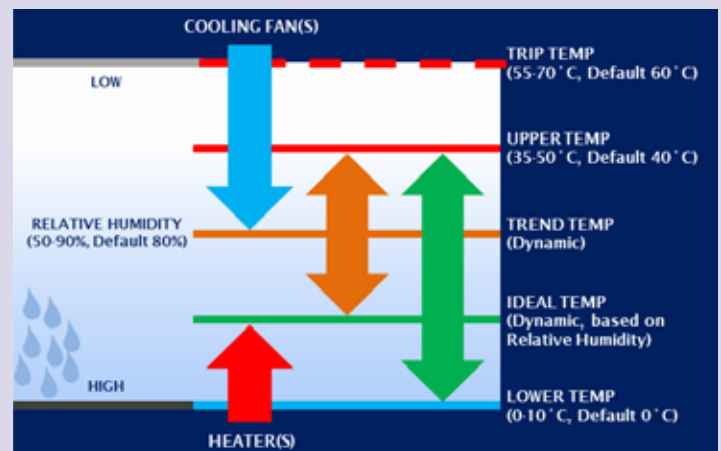 COOLING FAN(S)
LOW
TRIP TEMP
(55-70˚C, Default 60˚C)
UPPER TEMP
(35-50˚C, Default 40˚C)
RELATIVE HUMIDITY
(50-90%, Default 80%)
TREND TEMP
(Dynamic)
IDEAL TEMP
(Dynamic, based on
Relative Humidity)
HIGH
LOWER TEMP
(0-10˚C, Default 0˚C)
HEATER(S)